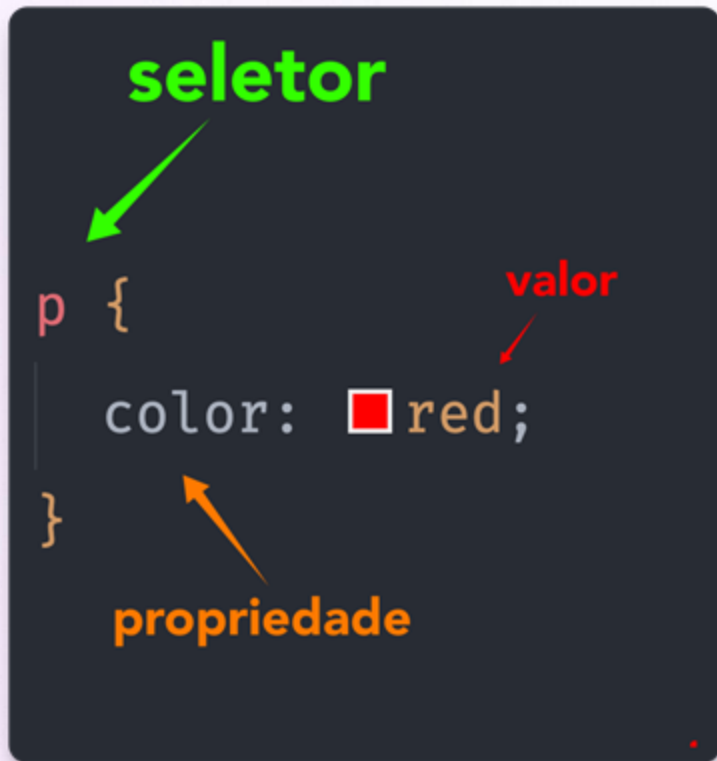 seletor
p {
valor
color: red;
}
propriedade